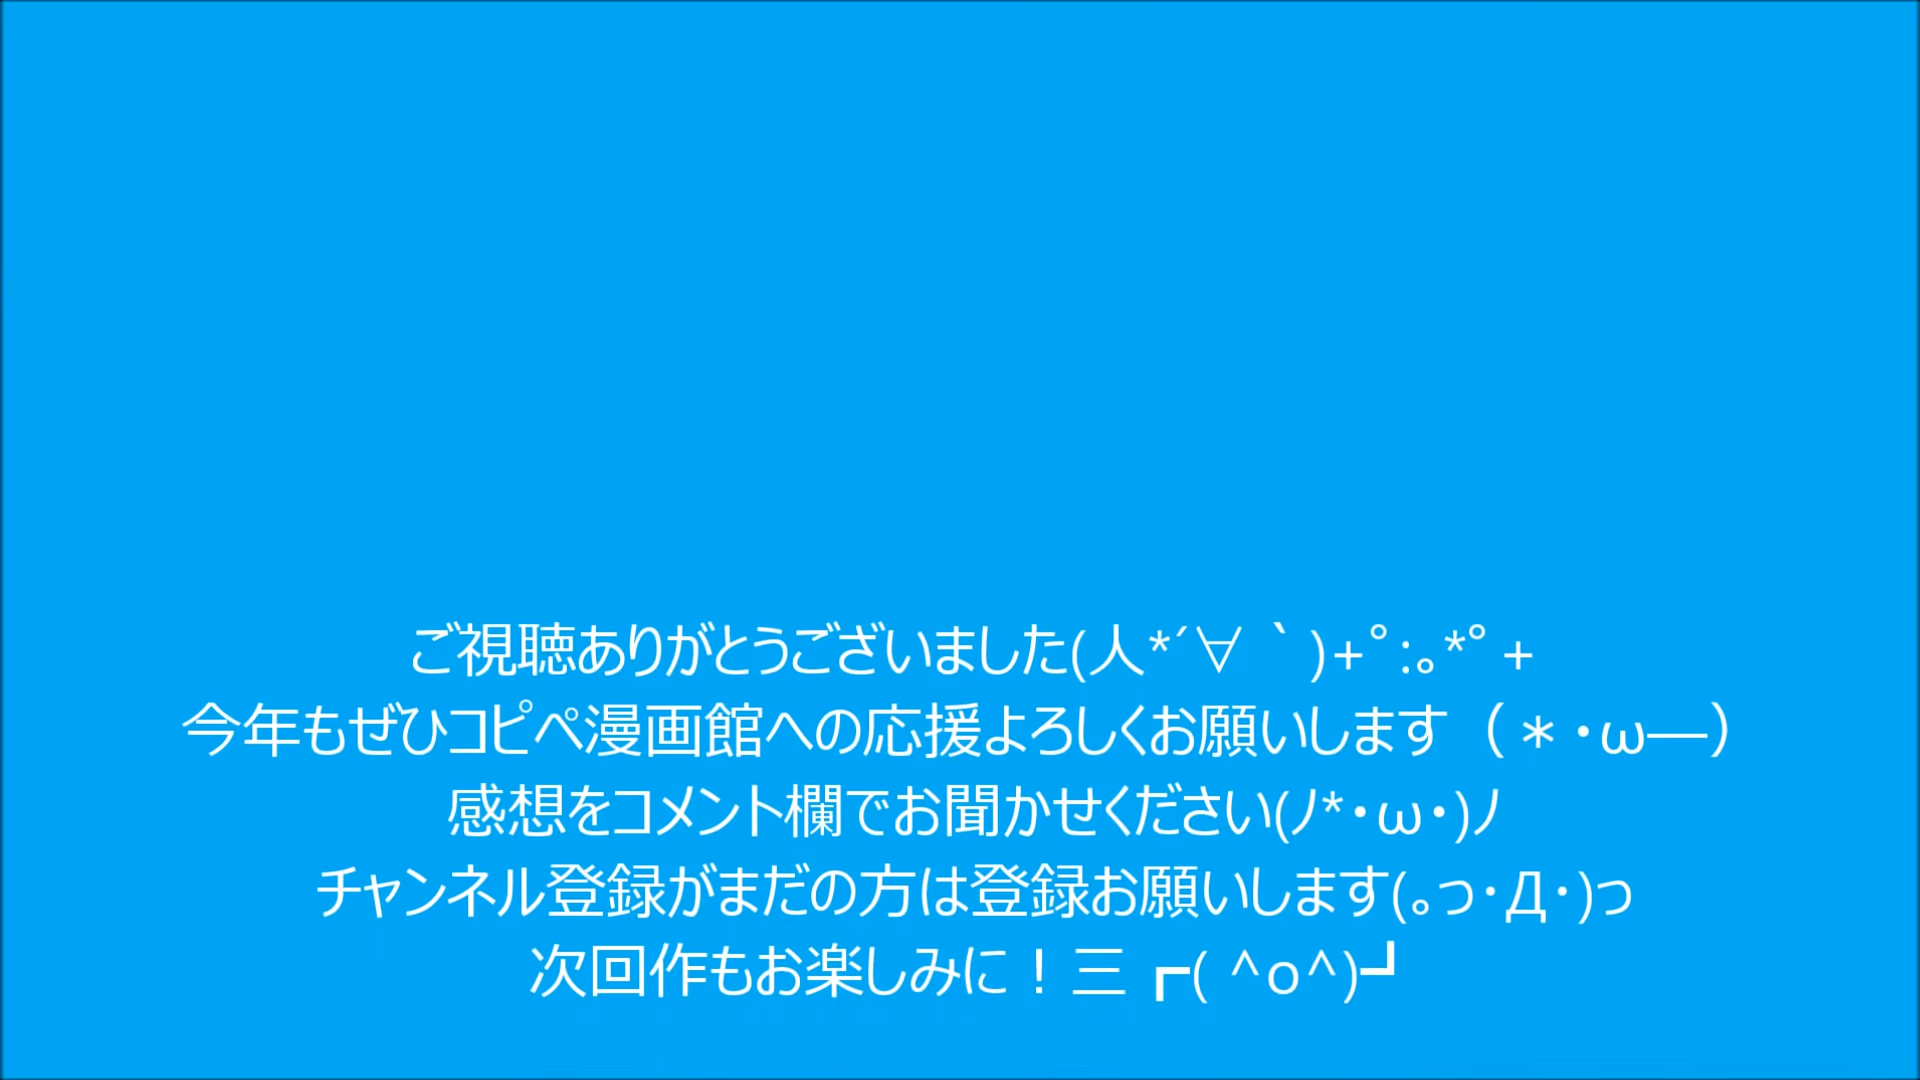 ご視聴ありがとうございました(人*´∀｀)+ﾟ:｡*ﾟ+
今年もぜひコピペ漫画館への応援よろしくお願いします（＊・ω―）
感想をコメント欄でお聞かせください(ﾉ*･ω･)ﾉ
チャンネル登録がまだの方は登録お願いします(｡っ･Д･)っ
次回作もお楽しみに！三 ┏( ^o^)┛